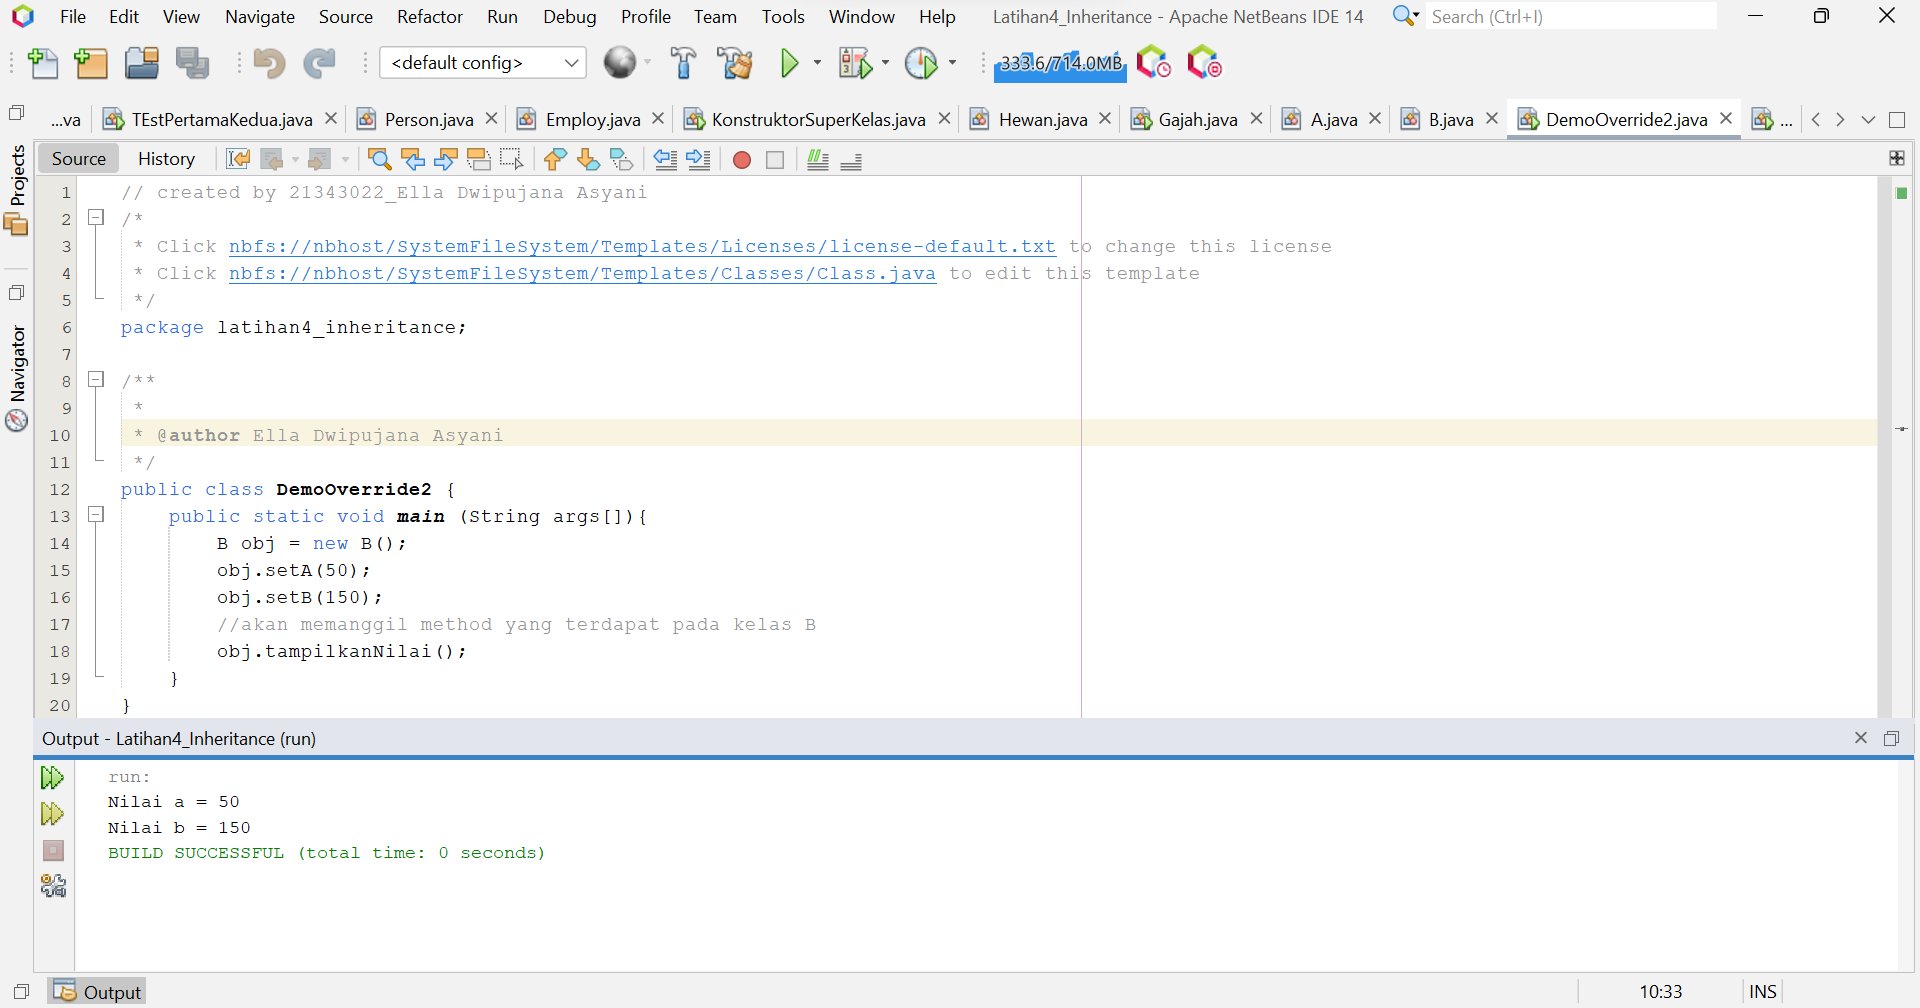 File Edit View Navigate Source Refactor Run Debug Profile Team Tools Window Help Latihan4_Inheritance - Apache NetBeans IDE 14 Search (Ctrl+I)
<default config> 333.6/714.0MB
...va TEstPertamaKedua.java Person.java Employ.java KonstruktorSuperKelas.java Hewan.java Gajah.java A.java B.java DemoOverride2.java ...
Projects
Navigator
Source History
1 // created by 21343022_Ella Dwipujana Asyani
2 /*
3 * Click nbfs://nbhost/SystemFileSystem/Templates/Licenses/license-default.txt to change this license
4 * Click nbfs://nbhost/SystemFileSystem/Templates/Classes/Class.java to edit this template
5 */
6 package latihan4_inheritance;
7
8 /**
9 *
10 * @author Ella Dwipujana Asyani
11 */
12 public class DemoOverride2 {
13 public static void main (String args[]){
14 B obj = new B();
15 obj.setA(50);
16 obj.setB(150);
17 //akan memanggil method yang terdapat pada kelas B
18 obj.tampilkanNilai();
19 }
20 }
Output - Latihan4_Inheritance (run)
run:
Nilai a = 50
Nilai b = 150
BUILD SUCCESSFUL (total time: 0 seconds)
Output 10:33 INS